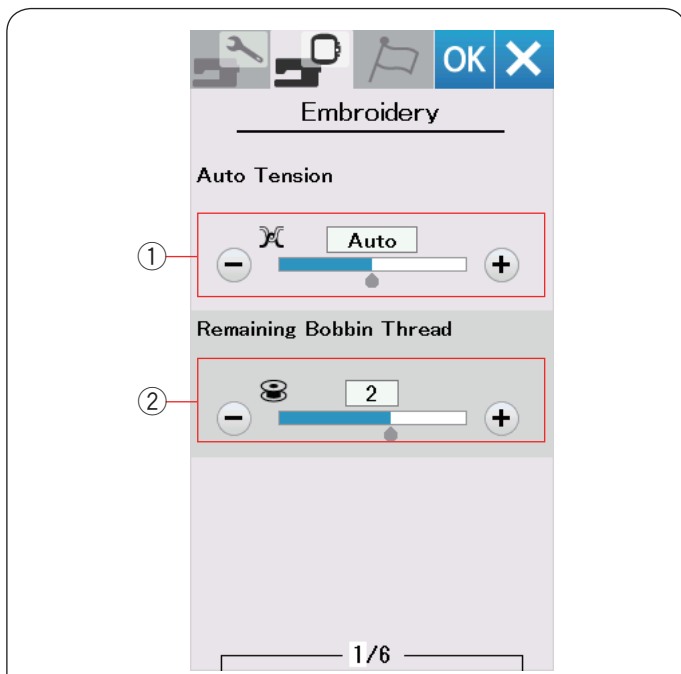 OK
Embroidery
Auto Tension
① Auto
Remaining Bobbin Thread
② 2
1/6